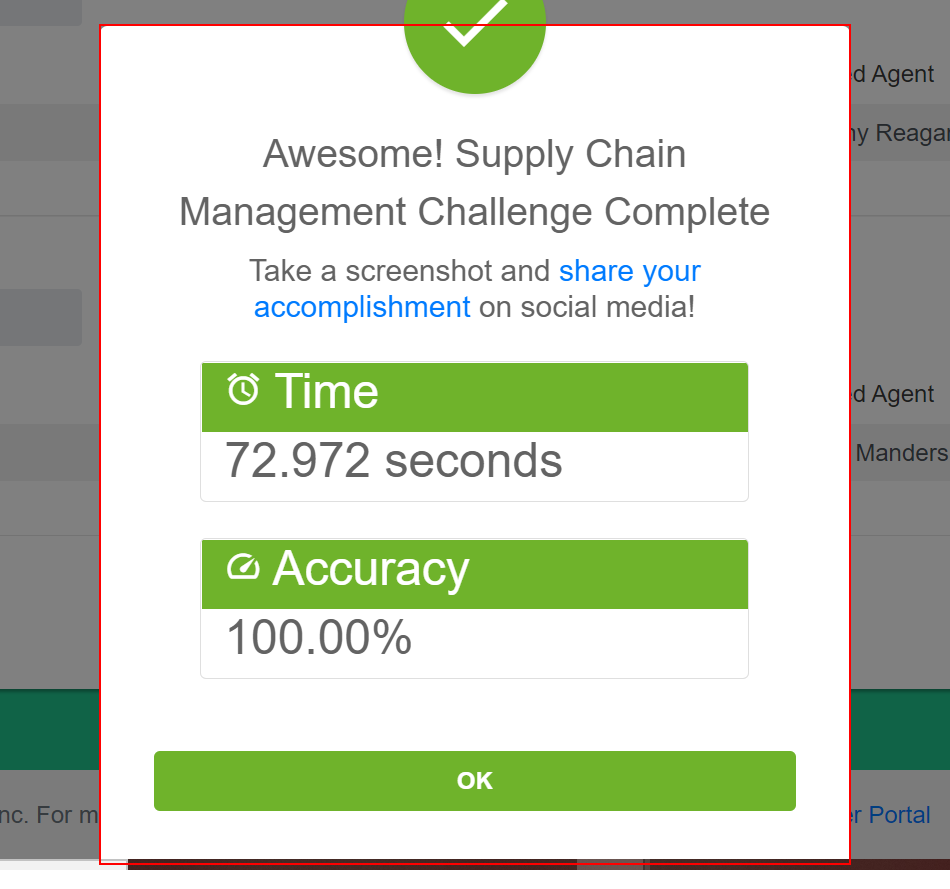 ed Agent
ny Reagan
Awesome! Supply Chain
Management Challenge Complete
Take a screenshot and share your
accomplishment on social media!
Time
ed Agent
72.972 seconds
Manders
Accuracy
100.00%
OK
nc. For m
er Portal